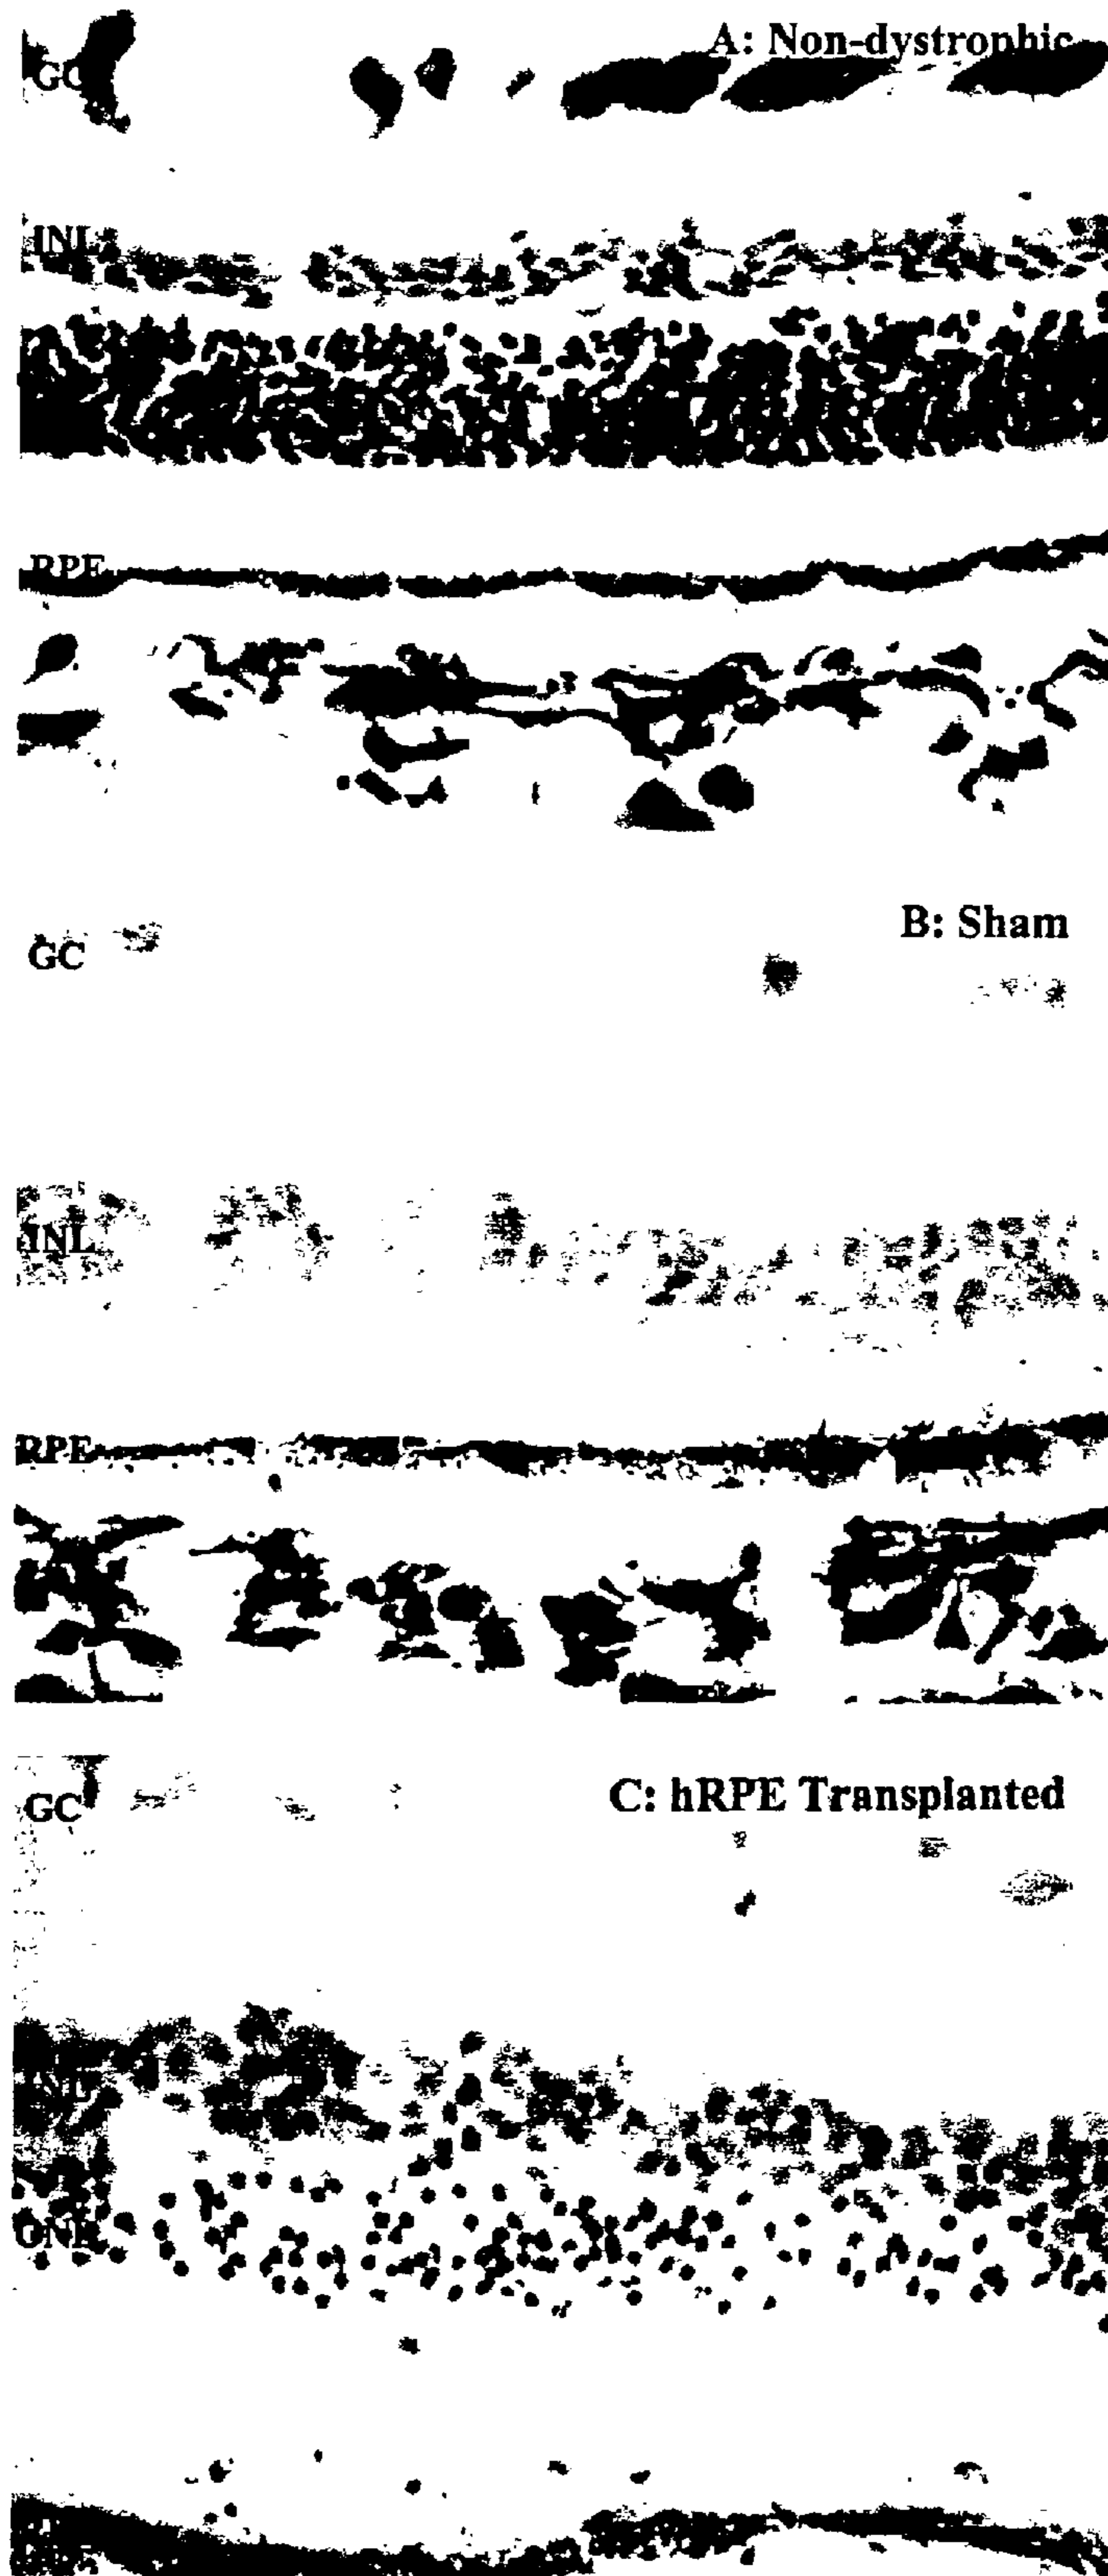 A: Non-dystrophic
GC
INL
RPE
B: Sham
GC
INL
RPE
C: hRPE Transplanted
GC
INL
ONL